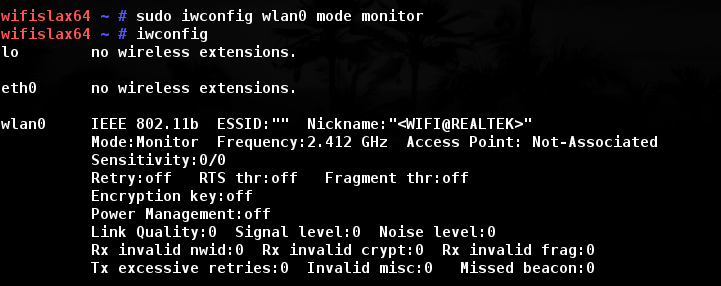 wifislax64 ~ # sudo iwconfig wlan0 mode monitor
wifislax64 ~ # iwconfig
lo        no wireless extensions.
eth0      no wireless extensions.
wlan0     IEEE 802.11b  ESSID:""  Nickname:"<WIFI@REALTEK>"
          Mode:Monitor  Frequency:2.412 GHz  Access Point: Not-Associated
          Sensitivity:0/0
          Retry:off   RTS thr:off   Fragment thr:off
          Encryption key:off
          Power Management:off
          Link Quality:0  Signal level:0  Noise level:0
          Rx invalid nwid:0  Rx invalid crypt:0  Rx invalid frag:0
          Tx excessive retries:0  Invalid misc:0   Missed beacon:0